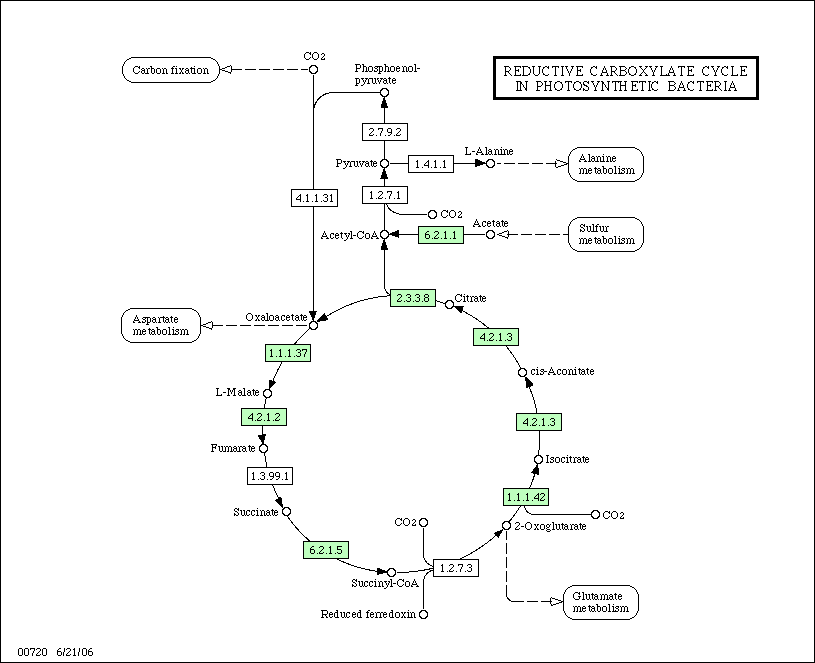 CO2
Carbon fixation
Phosphoenol-
pyruvate
REDUCTIVE CARBOXYLATE CYCLE
IN PHOTOSYNTHETIC BACTERIA
2.7.9.2
L-Alanine
Pyruvate
1.4.1.1
Alanine
metabolism
4.1.1.31
1.2.7.1
CO2
Acetate
Acetyl-CoA
6.2.1.1
Sulfur
metabolism
2.3.3.8
Citrate
Oxaloacetate
Aspartate
metabolism
4.2.1.3
1.1.1.37
cis-Aconitate
L-Malate
4.2.1.2
4.2.1.3
Fumarate
Isocitrate
1.3.99.1
1.1.1.42
Succinate
CO2
CO2
2-Oxoglutarate
6.2.1.5
1.2.7.3
Succinyl-CoA
Glutamate
metabolism
Reduced ferredoxin
00720 6/21/06